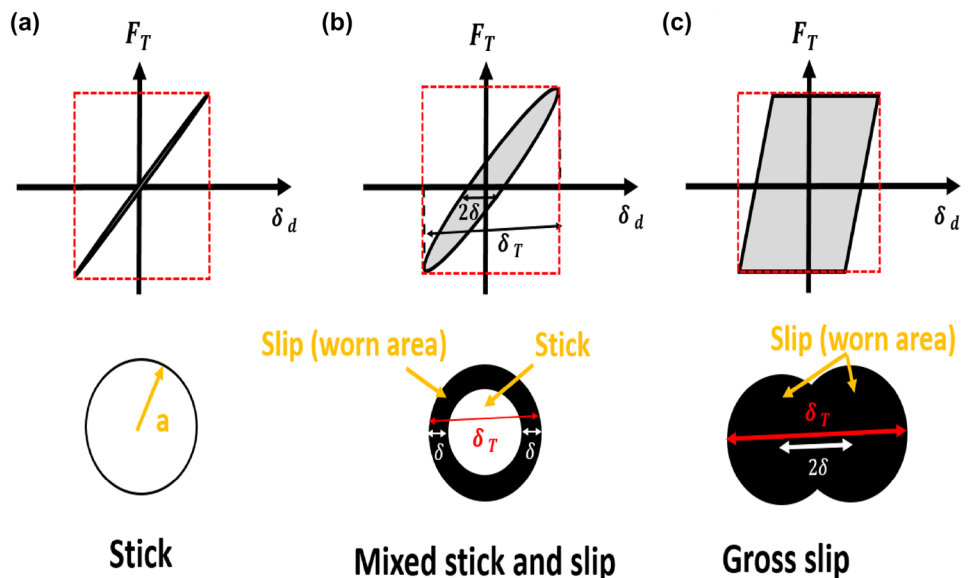 (a)
F_T
δ_d
a
Stick
(b)
F_T
δ_d
2δ
δ_T
Slip (worn area)
Stick
δ
δ_T
δ
Mixed stick and slip
(c)
F_T
δ_d
Slip (worn area)
δ_T
2δ
Gross slip